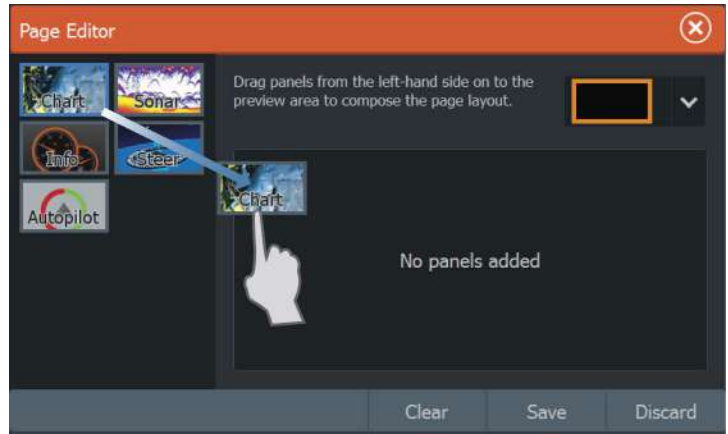 Page Editor
Chart
Sonar
Info
Steer
Autopilot
Drag panels from the left-hand side on to the
preview area to compose the page layout.
Chart
No panels added
Clear
Save
Discard